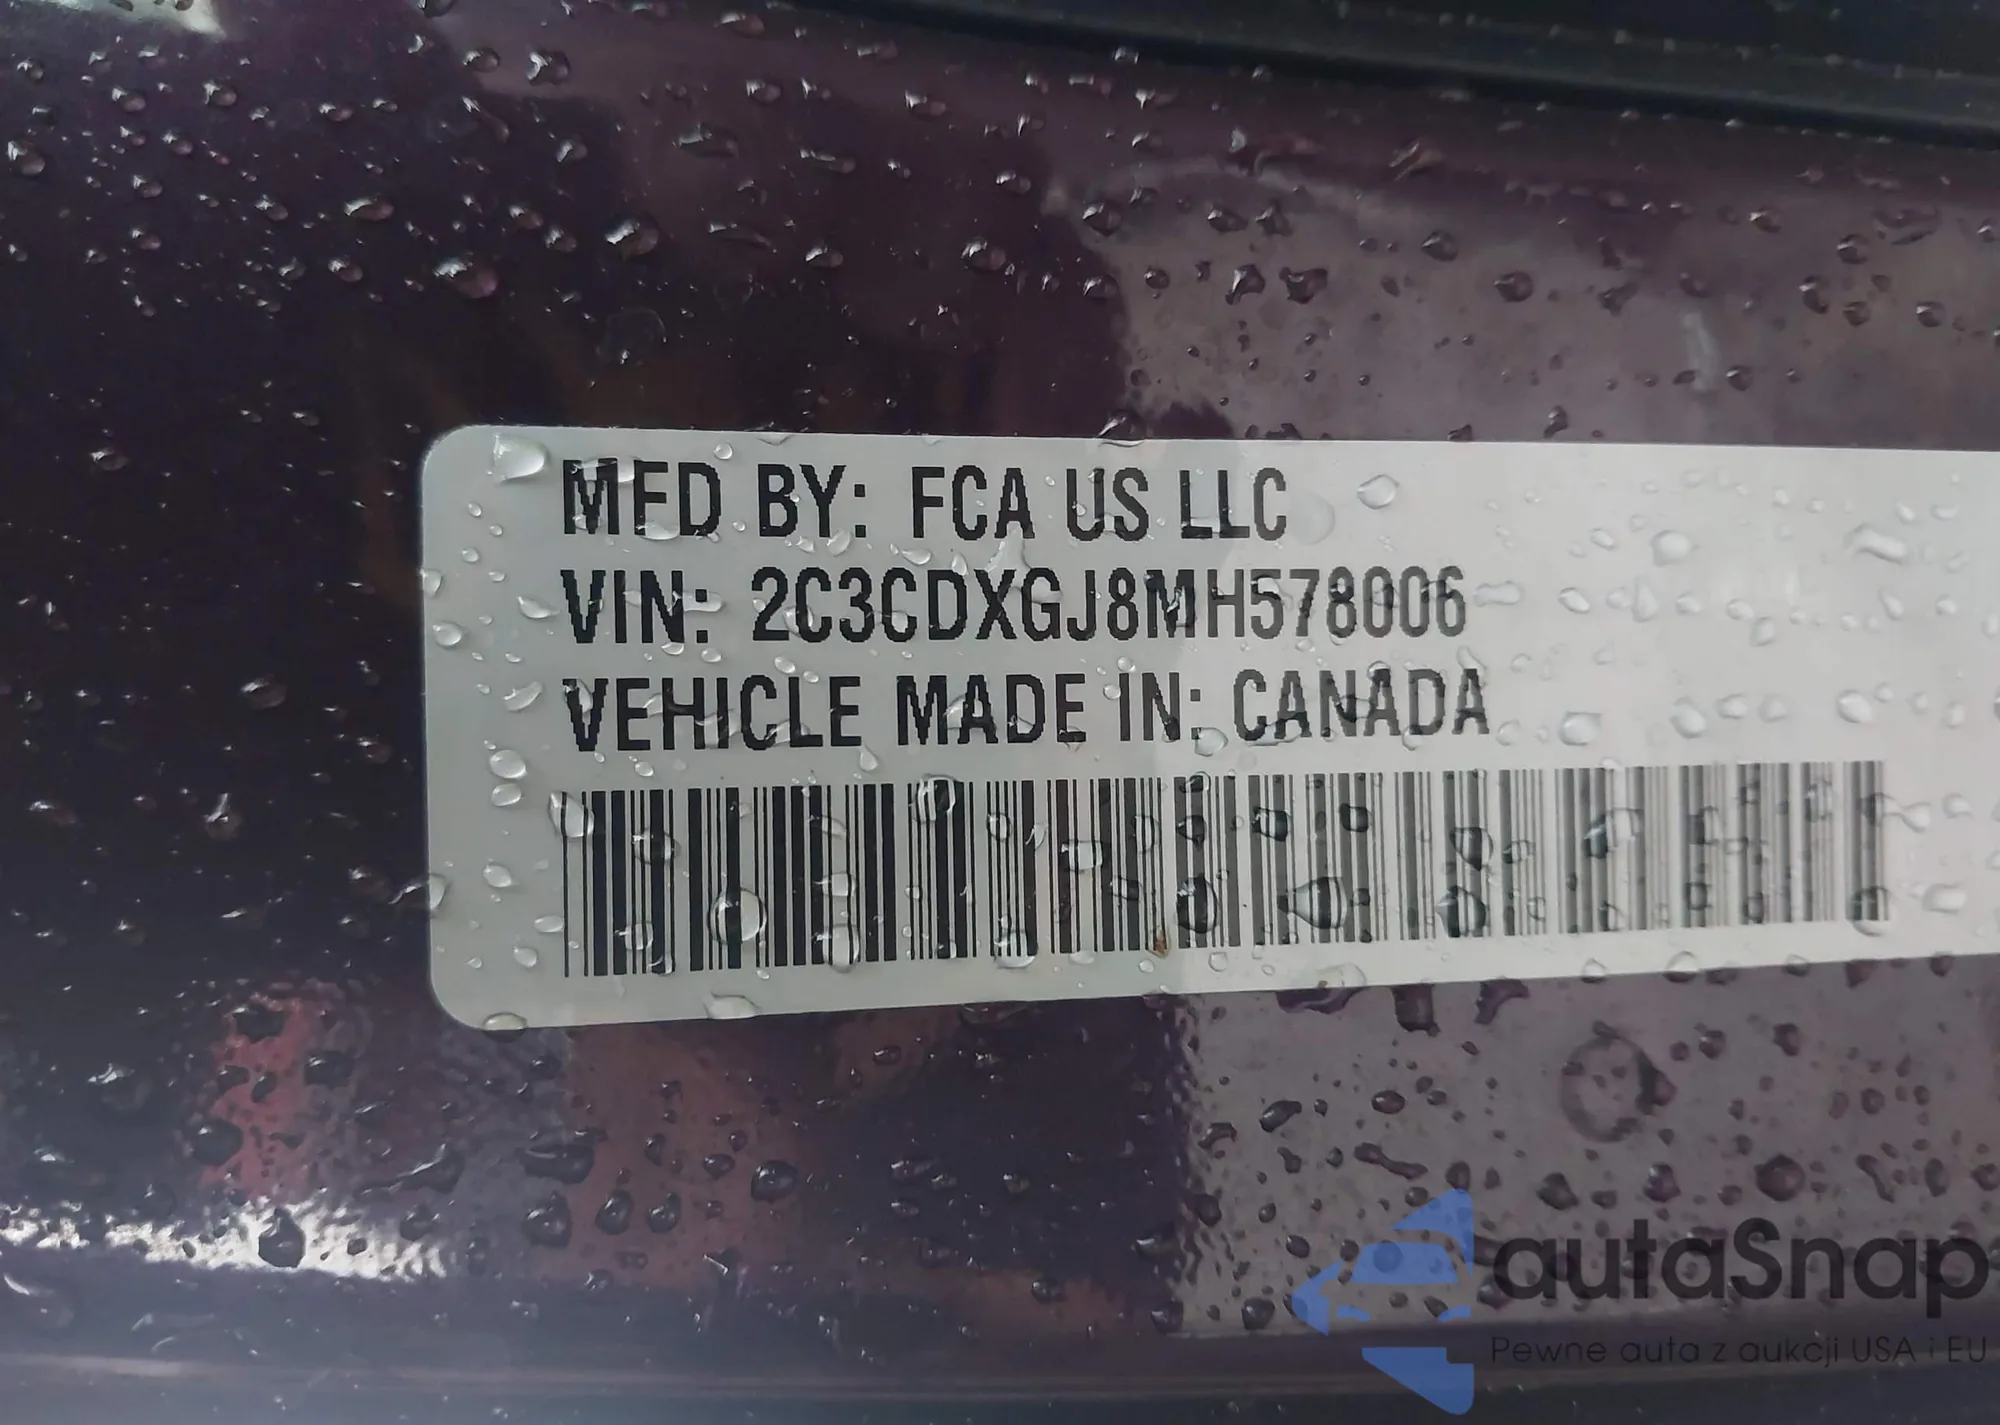 MFD BY: FCA US LLC
VIN: 2C3CDXGJ8MH578006
VEHICLE MADE IN: CANADA
autaSnap
Pewne auta z aukcji USA i EU